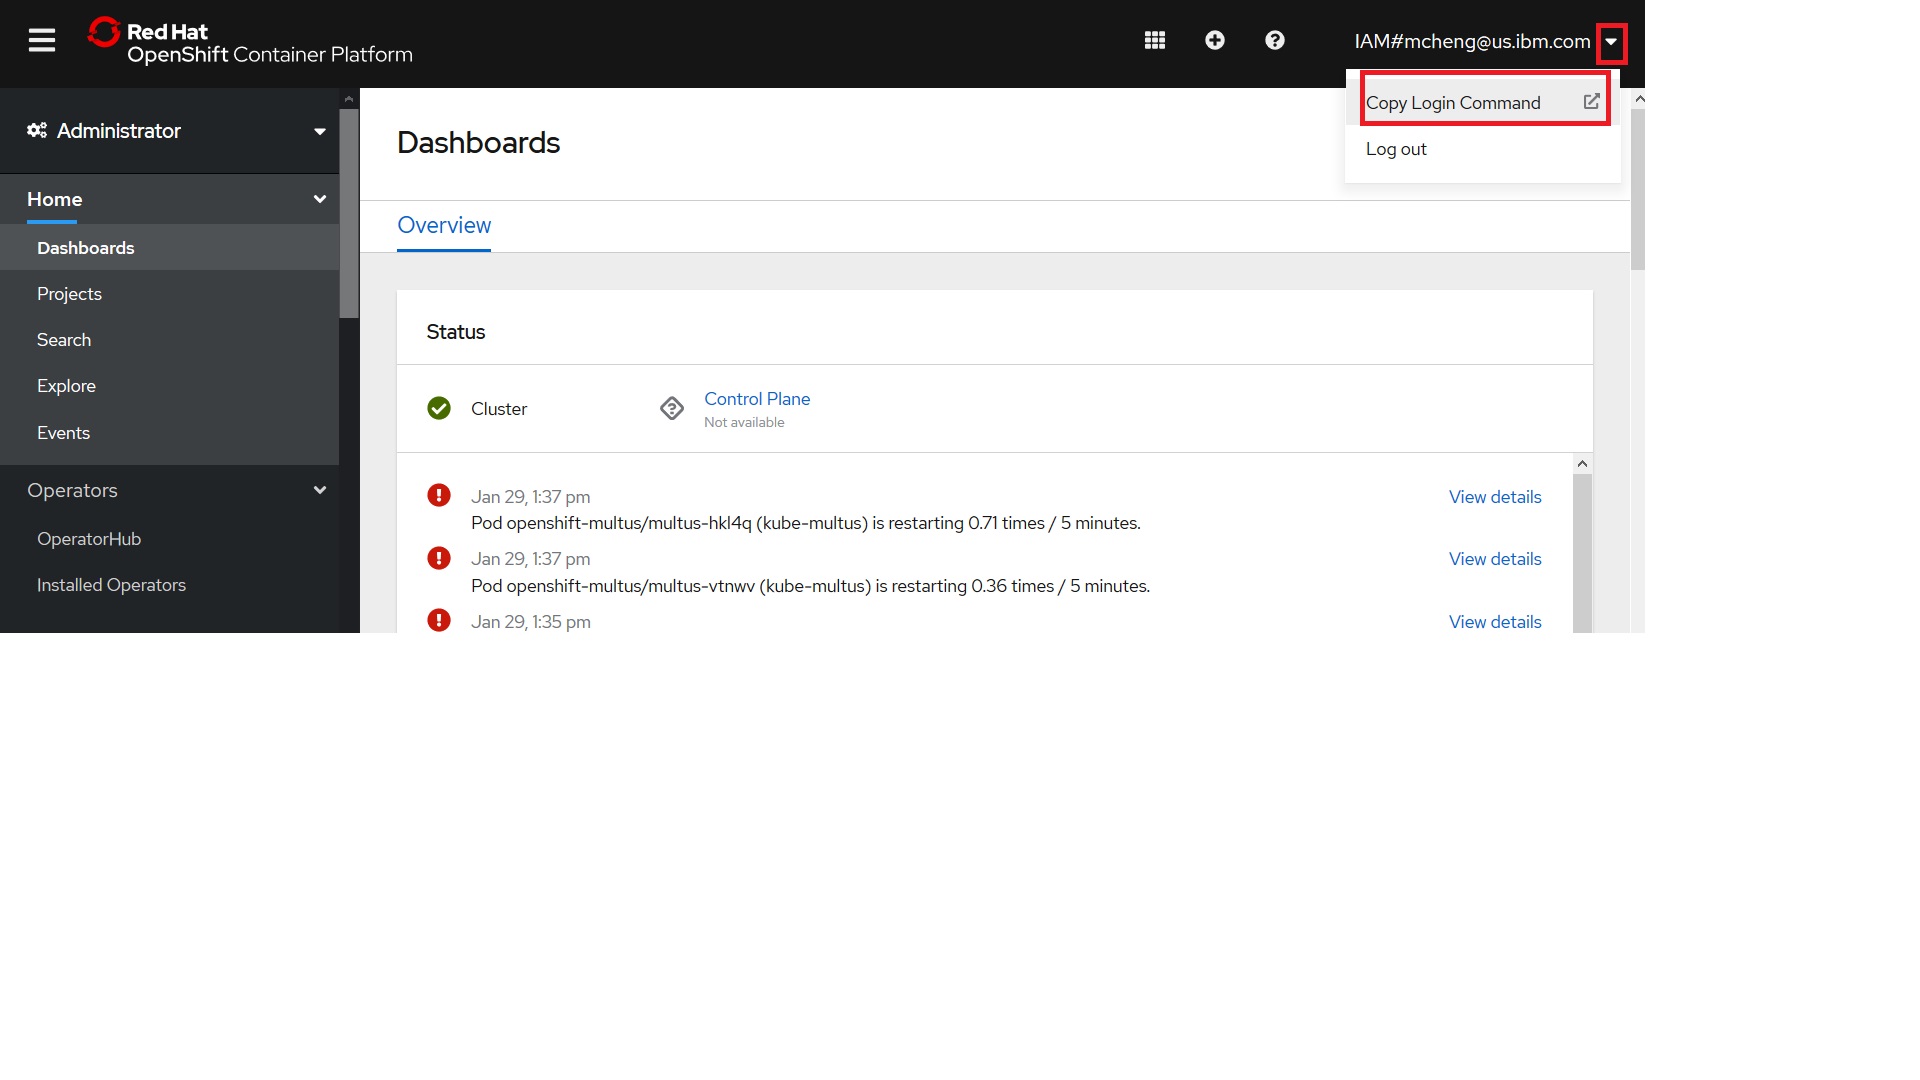 Red Hat
OpenShift Container Platform
IAM#mcheng@us.ibm.com
Copy Login Command
Log out
Administrator
Home
Dashboards
Projects
Search
Explore
Events
Operators
OperatorHub
Installed Operators
Dashboards
Overview
Status
Cluster
Control Plane
Not available
Jan 29, 1:37 pm
View details
Pod openshift-multus/multus-hkl4q (kube-multus) is restarting 0.71 times / 5 minutes.
Jan 29, 1:37 pm
View details
Pod openshift-multus/multus-vtnwv (kube-multus) is restarting 0.36 times / 5 minutes.
Jan 29, 1:35 pm
View details